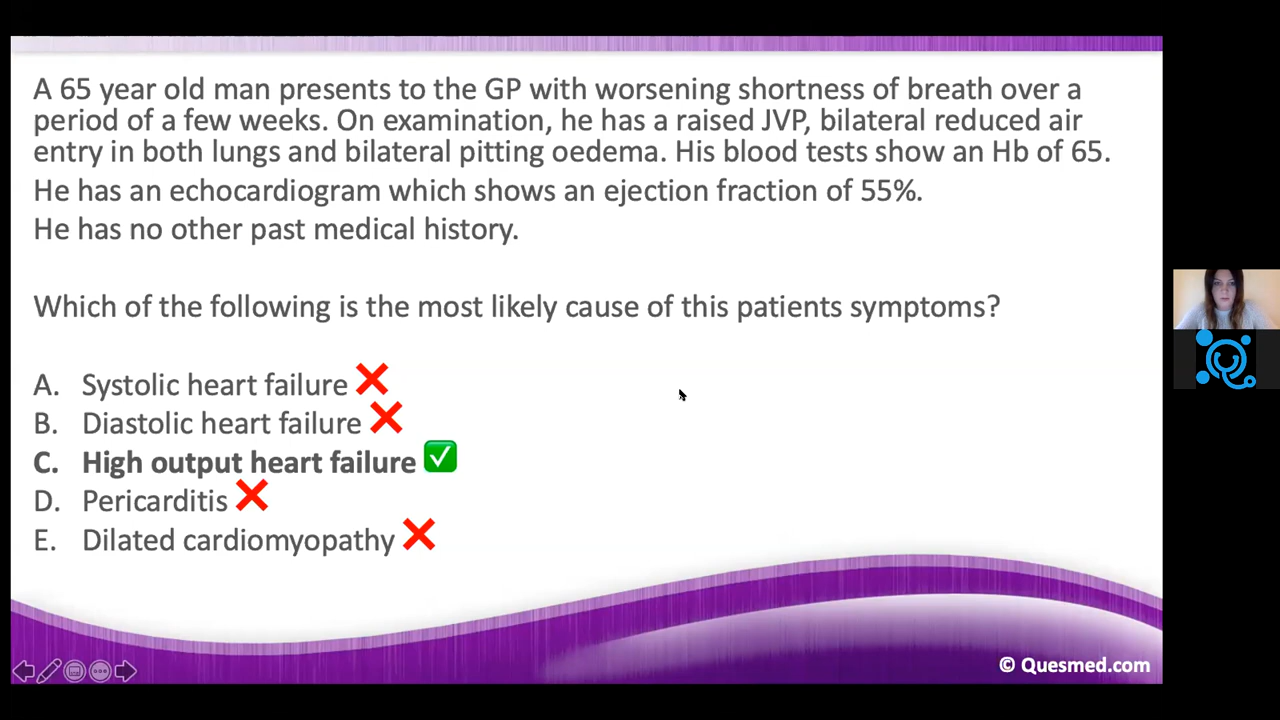 A 65 year old man presents to the GP with worsening shortness of breath over a
period of a few weeks. On examination, he has a raised JVP, bilateral reduced air
entry in both lungs and bilateral pitting oedema. His blood tests show an Hb of 65.
He has an echocardiogram which shows an ejection fraction of 55%.
He has no other past medical history.
Which of the following is the most likely cause of this patients symptoms?
A. Systolic heart failure ❌
B. Diastolic heart failure ❌
C. High output heart failure ✅
D. Pericarditis ❌
E. Dilated cardiomyopathy ❌
© Quesmed.com